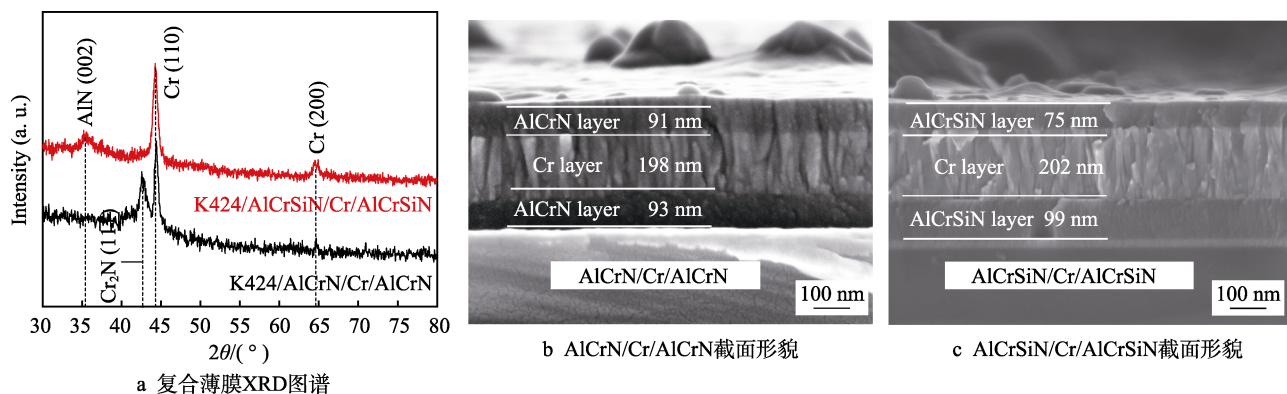 Intensity (a. u.)
AlN (002)
Cr (110)
Cr (200)
K424/AlCrSiN/Cr/AlCrSiN
Cr₂N (11
K424/AlCrN/Cr/AlCrN
30 35 40 45 50 55 60 65 70 75 80
2θ/( ° )
a 复合薄膜XRD图谱
AlCrN layer 91 nm
Cr layer 198 nm
AlCrN layer 93 nm
AlCrN/Cr/AlCrN
100 nm
b AlCrN/Cr/AlCrN截面形貌
AlCrSiN layer 75 nm
Cr layer 202 nm
AlCrSiN layer 99 nm
AlCrSiN/Cr/AlCrSiN
100 nm
c AlCrSiN/Cr/AlCrSiN截面形貌